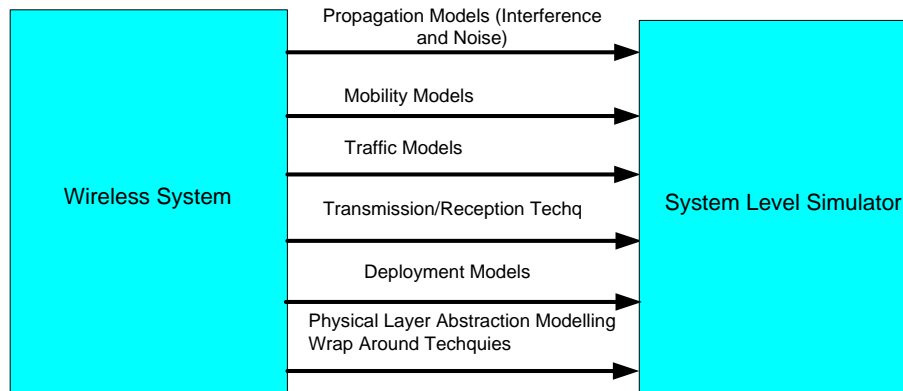 Propagation Models (Interference
and Noise)
Mobility Models
Traffic Models
Wireless System
Transmission/Reception Techq
System Level Simulator
Deployment Models
Physical Layer Abstraction Modelling
Wrap Around Techquies